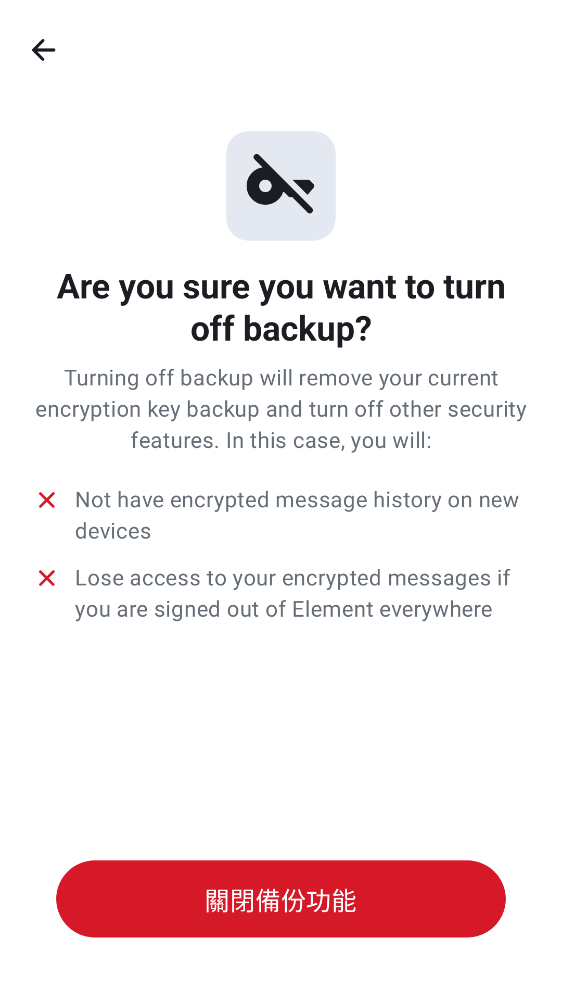 Are you sure you want to turn
off backup?
Turning off backup will remove your current
encryption key backup and turn off other security
features. In this case, you will:
Not have encrypted message history on new
devices
Lose access to your encrypted messages if
you are signed out of Element everywhere
關閉備份功能